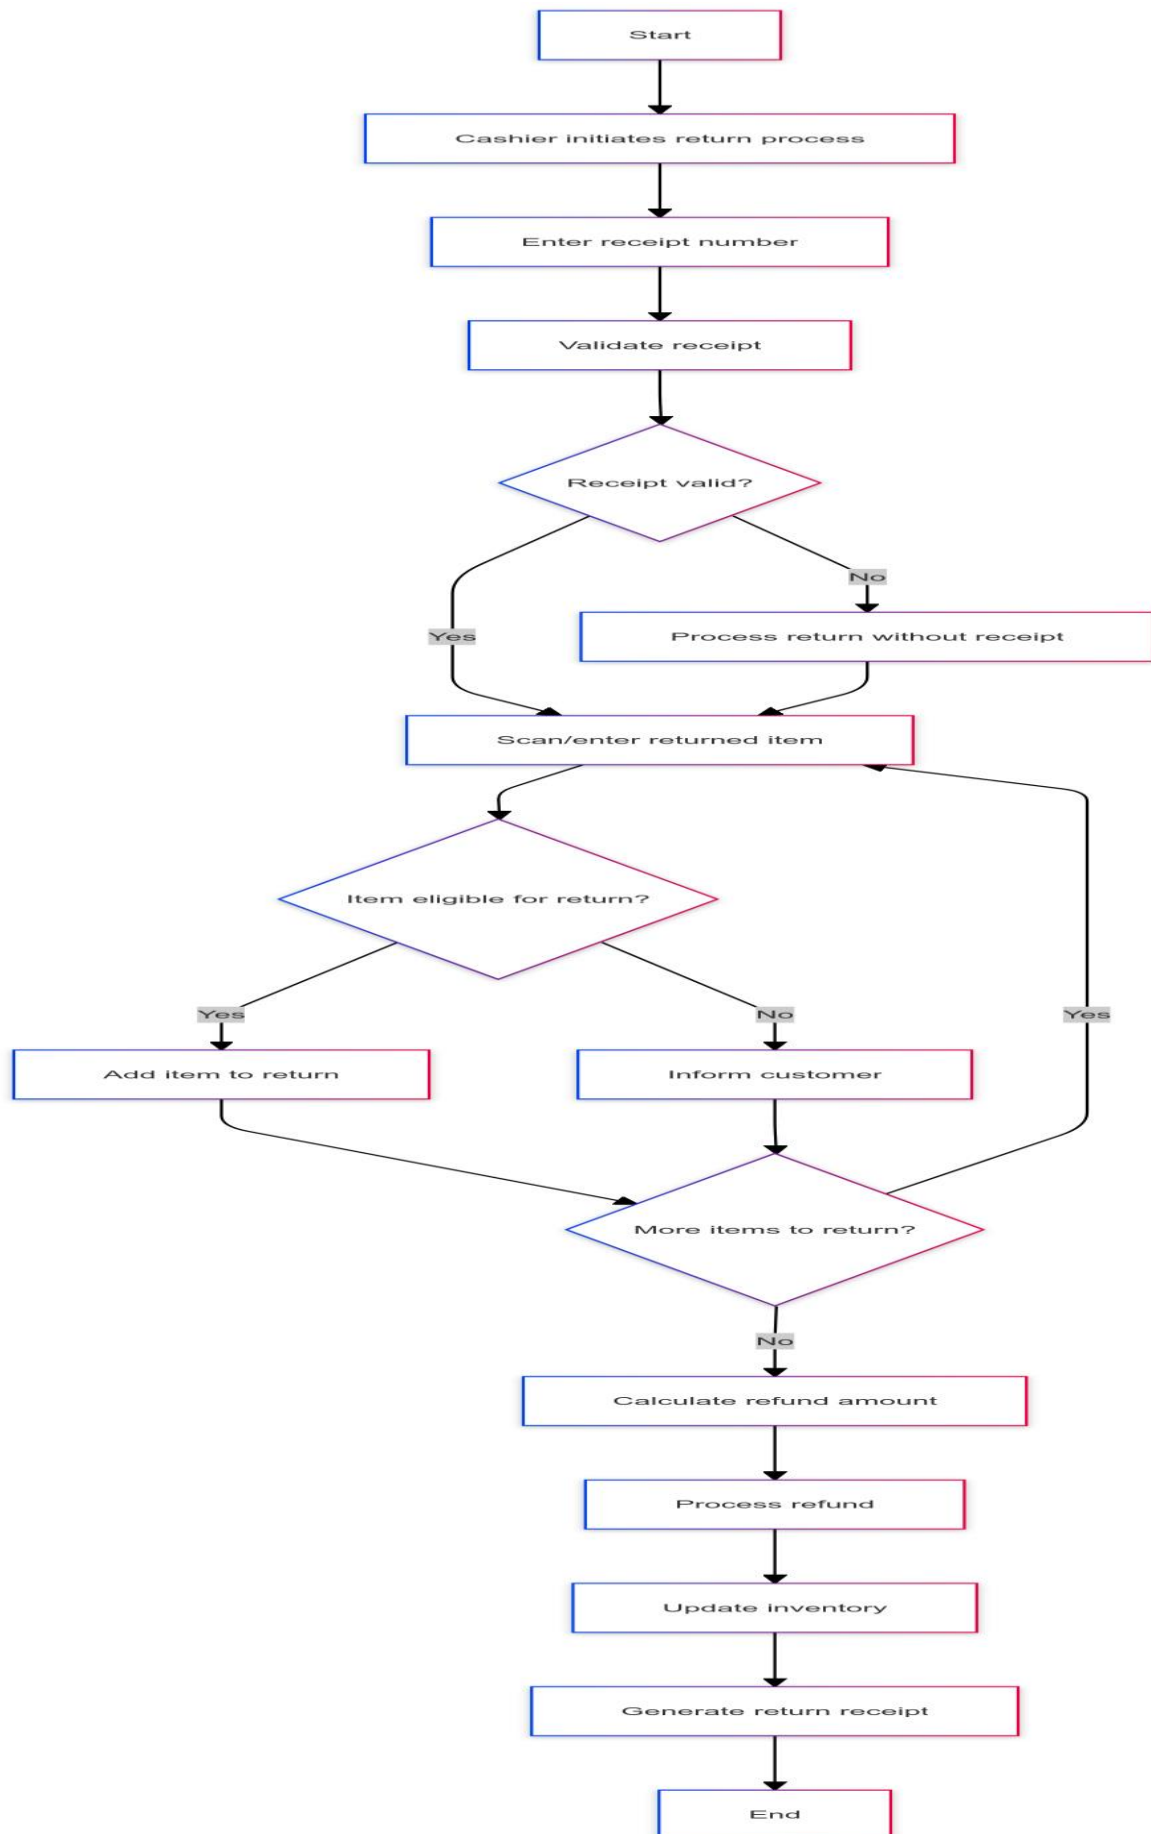 Start
Cashier initiates return process
Enter receipt number
Validate receipt
Receipt valid?
No
Yes
Process return without receipt
Scan/enter returned item
Item eligible for return?
Yes
No
Yes
Add item to return
Inform customer
More items to return?
No
Calculate refund amount
Process refund
Update inventory
Generate return receipt
End